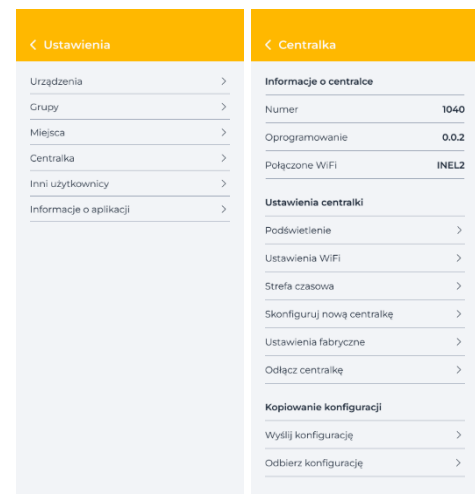 Ustawienia
Urządzenia
Grupy
Miejsca
Centralka
Inni użytkownicy
Informacje o aplikacji
Centralka
Informacje o centralce
Numer 1040
Oprogramowanie 0.0.2
Połączone WiFi INEL2
Ustawienia centralki
Podświetlenie
Ustawienia WiFi
Strefa czasowa
Skonfiguruj nową centralkę
Ustawienia fabryczne
Odłącz centralkę
Kopiowanie konfiguracji
Wyślij konfigurację
Odbierz konfigurację